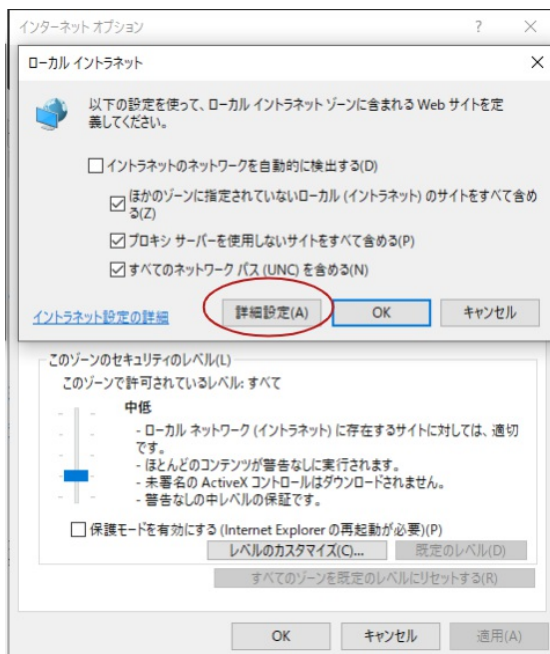 インターネット オプション
ローカル イントラネット
以下の設定を使って、ローカル イントラネット ゾーンに含まれる Web サイトを定
義してください。
イントラネットのネットワークを自動的に検出する(D)
ほかのゾーンに指定されていないローカル (イントラネット) のサイトをすべて含め
る(Z)
プロキシ サーバーを使用しないサイトをすべて含める(P)
すべてのネットワーク パス (UNC) を含める(N)
イントラネット設定の詳細 詳細設定(A) OK キャンセル
このゾーンのセキュリティのレベル(L)
このゾーンで許可されているレベル: すべて
中低
- ローカル ネットワーク (イントラネット) に存在するサイトに対しては、適切
です。
- ほとんどのコンテンツが警告なしに実行されます。
- 未署名の ActiveX コントロールはダウンロードされません。
- 警告なしの中レベルの保証です。
保護モードを有効にする (Internet Explorer の再起動が必要)(P)
レベルのカスタマイズ(C)... 既定のレベル(D)
すべてのゾーンを既定のレベルにリセットする(R)
OK キャンセル 適用(A)